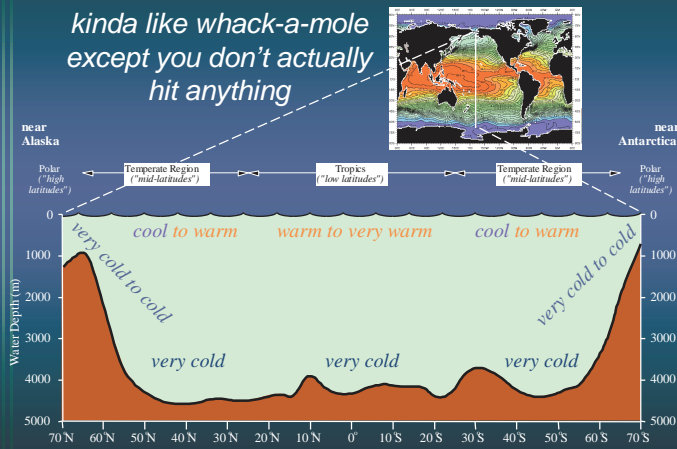 kinda like whack-a-mole
except you don't actually
hit anything
near
Alaska
near
Antarctica
Polar
("high
latitudes")
Temperate Region
("mid-latitudes")
Tropics
("low latitudes")
Temperate Region
("mid-latitudes")
Polar
("high
latitudes")
0
1000
2000
3000
4000
5000
Water Depth (m)
very cold to cold
cool to warm
warm to very warm
cool to warm
very cold to cold
very cold
very cold
very cold
0
1000
2000
3000
4000
5000
70°N 60°N 50°N 40°N 30°N 20°N 10°N 0° 10°S 20°S 30°S 40°S 50°S 60°S 70°S